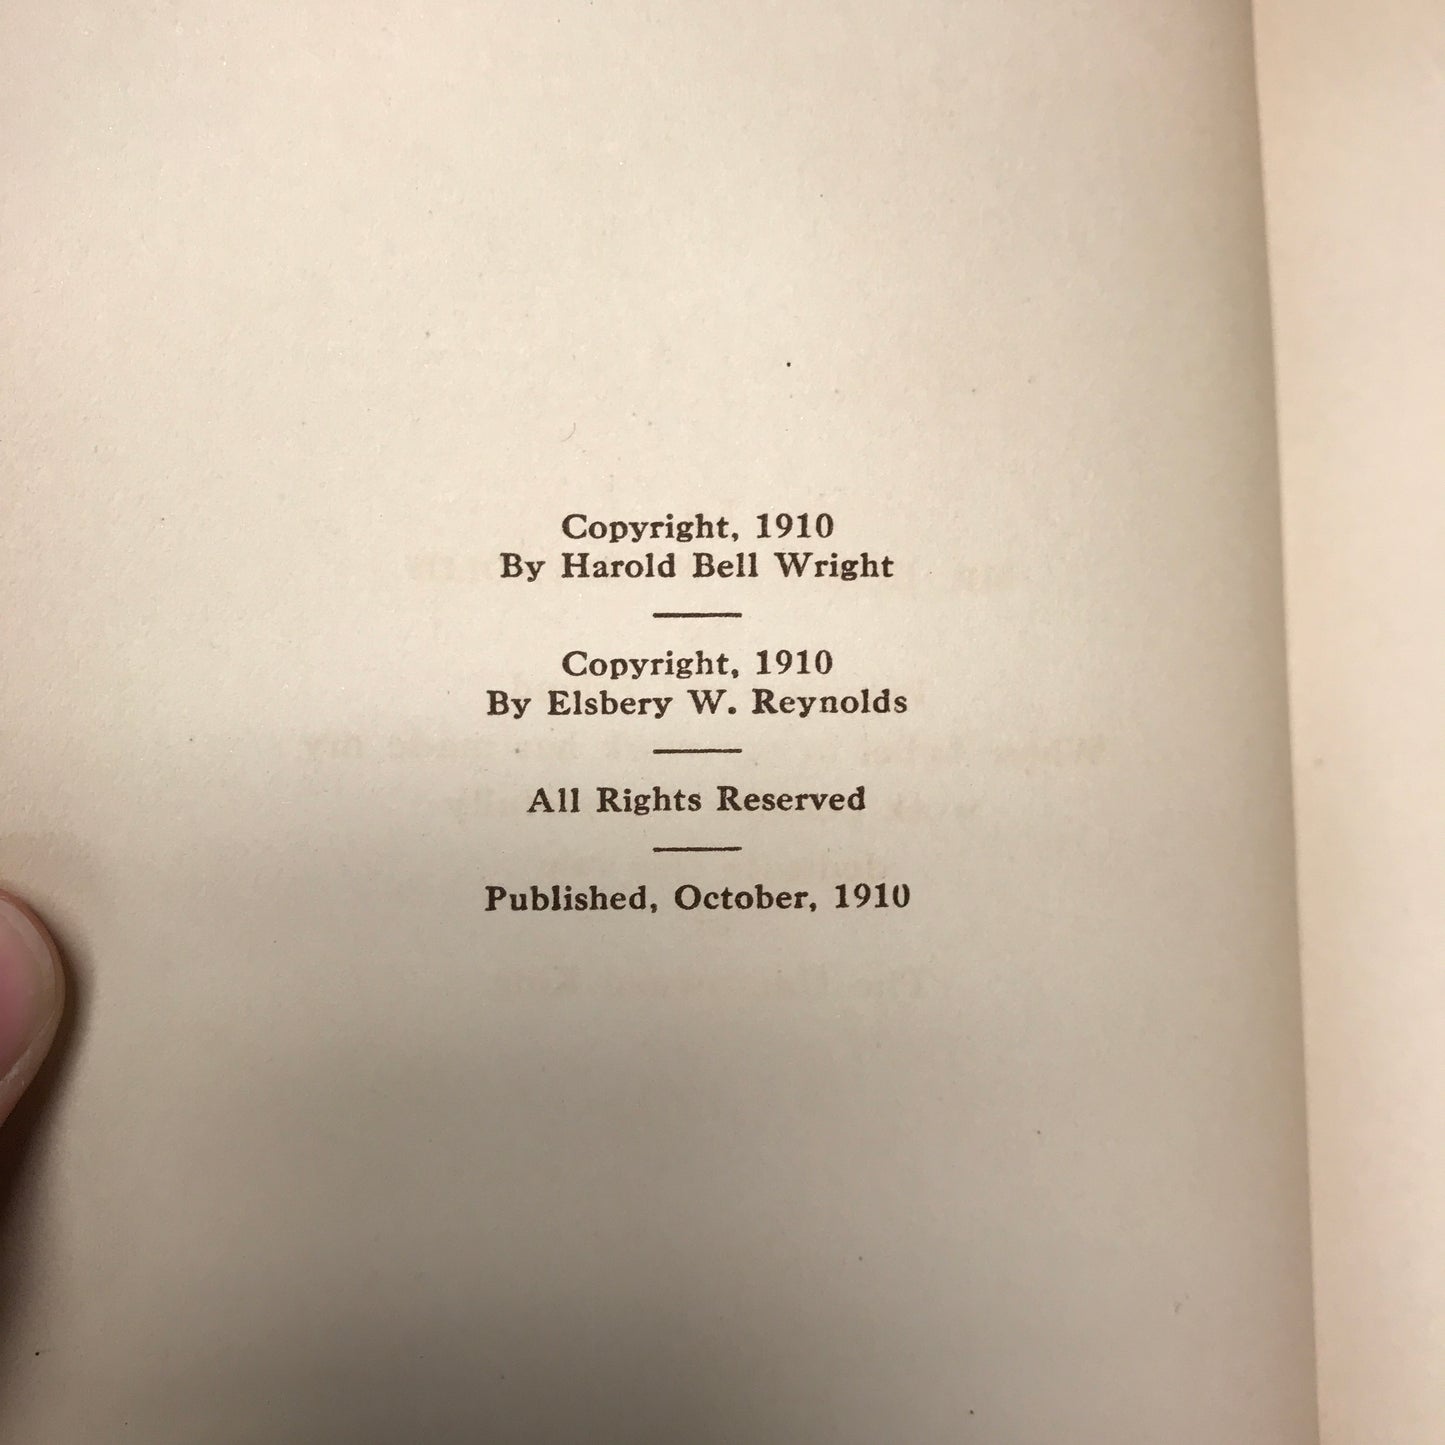 Copyright, 1910
By Harold Bell Wright
Copyright, 1910
By Elsbery W. Reynolds
All Rights Reserved
Published, October, 1910